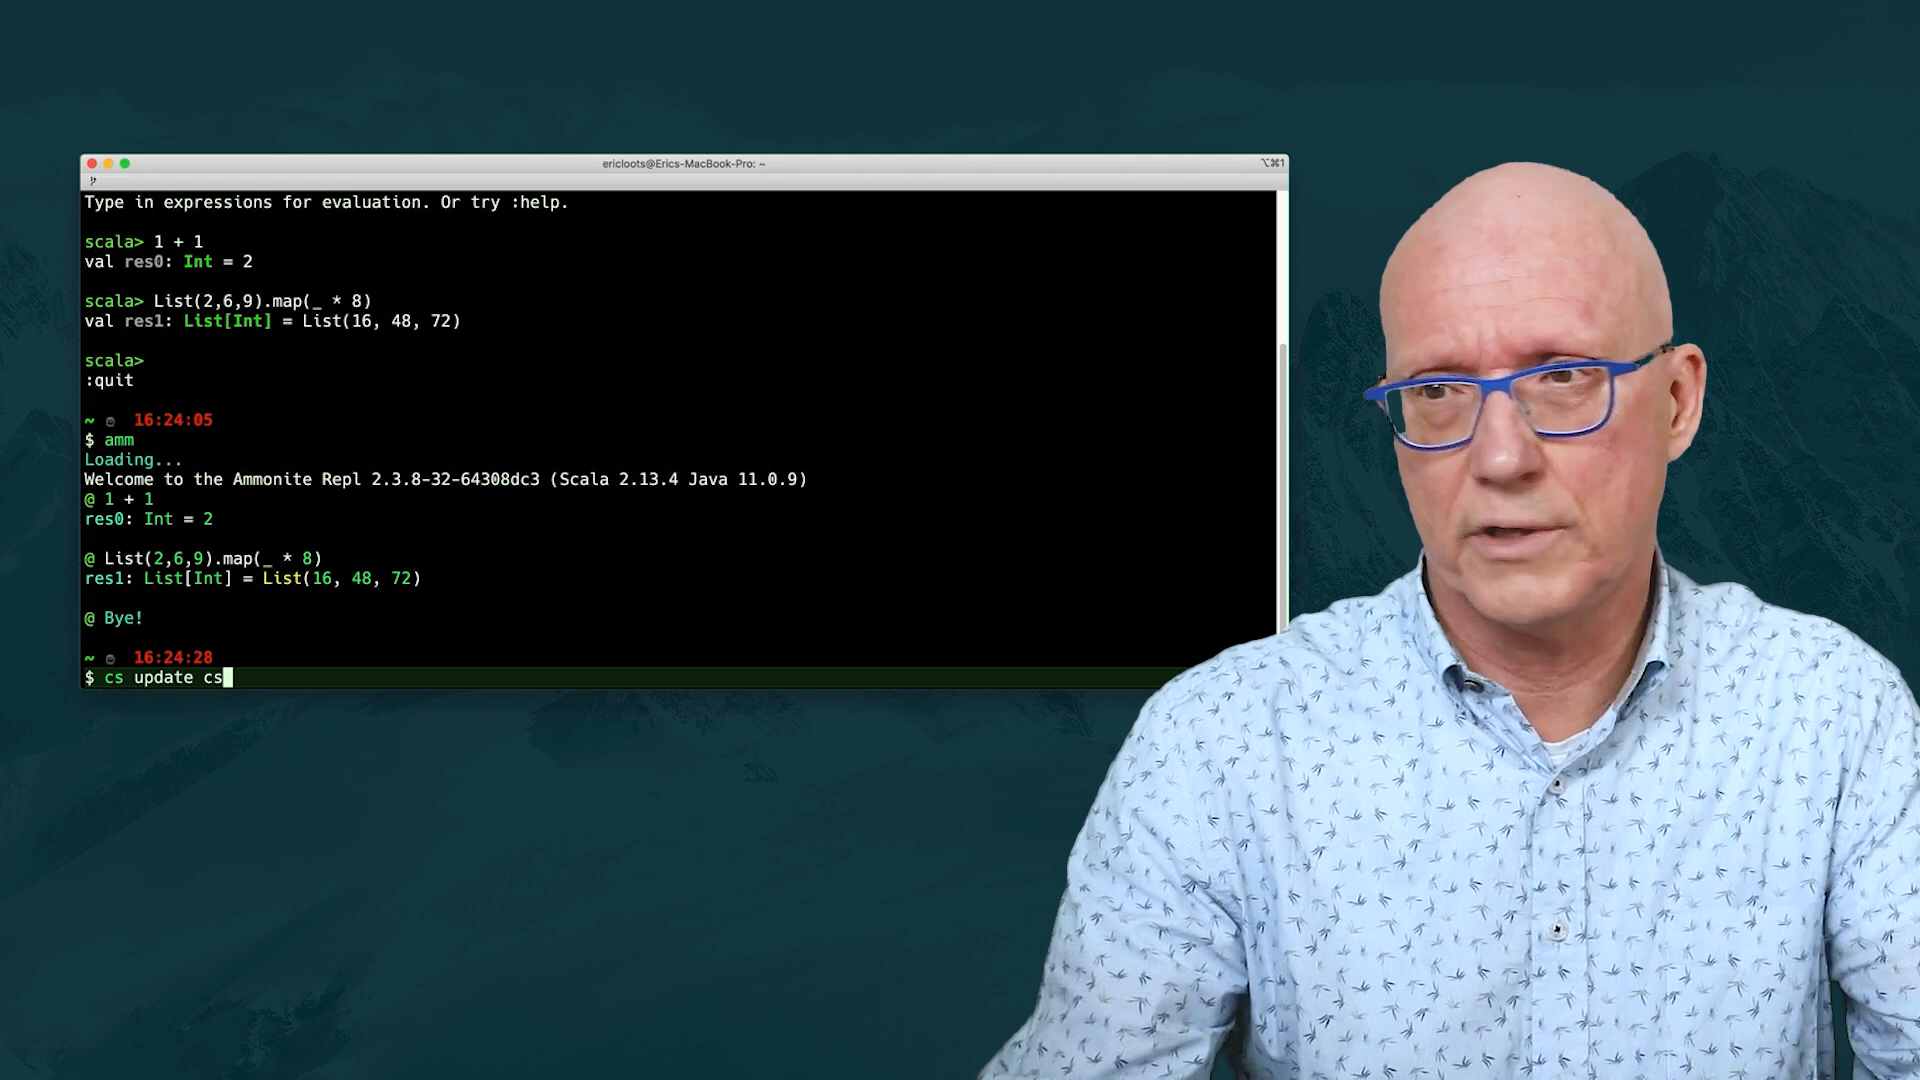 ericloots@Erics-MacBook-Pro: ~
⌥⌘1
Type in expressions for evaluation. Or try :help.
scala> 1 + 1
val res0: Int = 2
scala> List(2,6,9).map(_ * 8)
val res1: List[Int] = List(16, 48, 72)
scala>
:quit
~ 16:24:05
$ amm
Loading...
Welcome to the Ammonite Repl 2.3.8-32-64308dc3 (Scala 2.13.4 Java 11.0.9)
@ 1 + 1
res0: Int = 2
@ List(2,6,9).map(_ * 8)
res1: List[Int] = List(16, 48, 72)
@ Bye!
~ 16:24:28
$ cs update cs